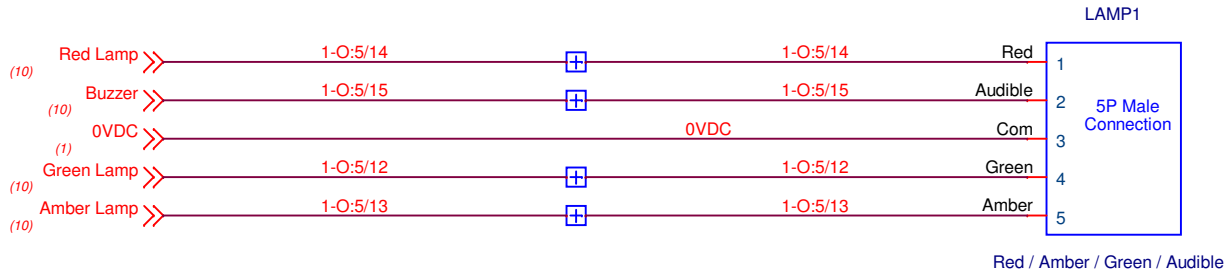 LAMP1
Red Lamp 1-O:5/14 1-O:5/14 Red 1
(10)
Buzzer 1-O:5/15 1-O:5/15 Audible 2
(10)
5P Male
Connection
0VDC 0VDC Com 3
(1)
Green Lamp 1-O:5/12 1-O:5/12 Green 4
(10)
Amber Lamp 1-O:5/13 1-O:5/13 Amber 5
(10)
Red / Amber / Green / Audible